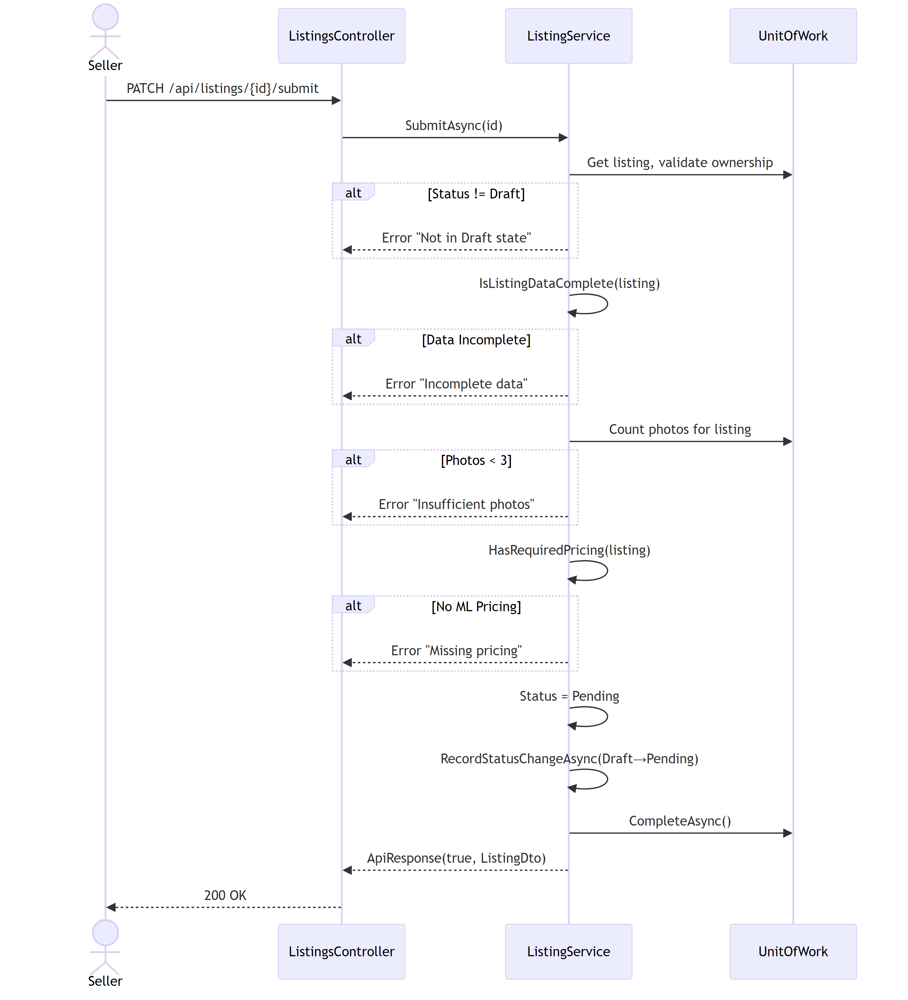 ListingsController
ListingService
UnitOfWork
Seller
PATCH /api/listings/{id}/submit
SubmitAsync(id)
Get listing, validate ownership
alt
[Status != Draft]
Error "Not in Draft state"
IsListingDataComplete(listing)
alt
[Data Incomplete]
Error "Incomplete data"
Count photos for listing
alt
[Photos < 3]
Error "Insufficient photos"
HasRequiredPricing(listing)
alt
[No ML Pricing]
Error "Missing pricing"
Status = Pending
RecordStatusChangeAsync(Draft→Pending)
CompleteAsync()
ApiResponse(true, ListingDto)
200 OK
ListingsController
ListingService
UnitOfWork
Seller